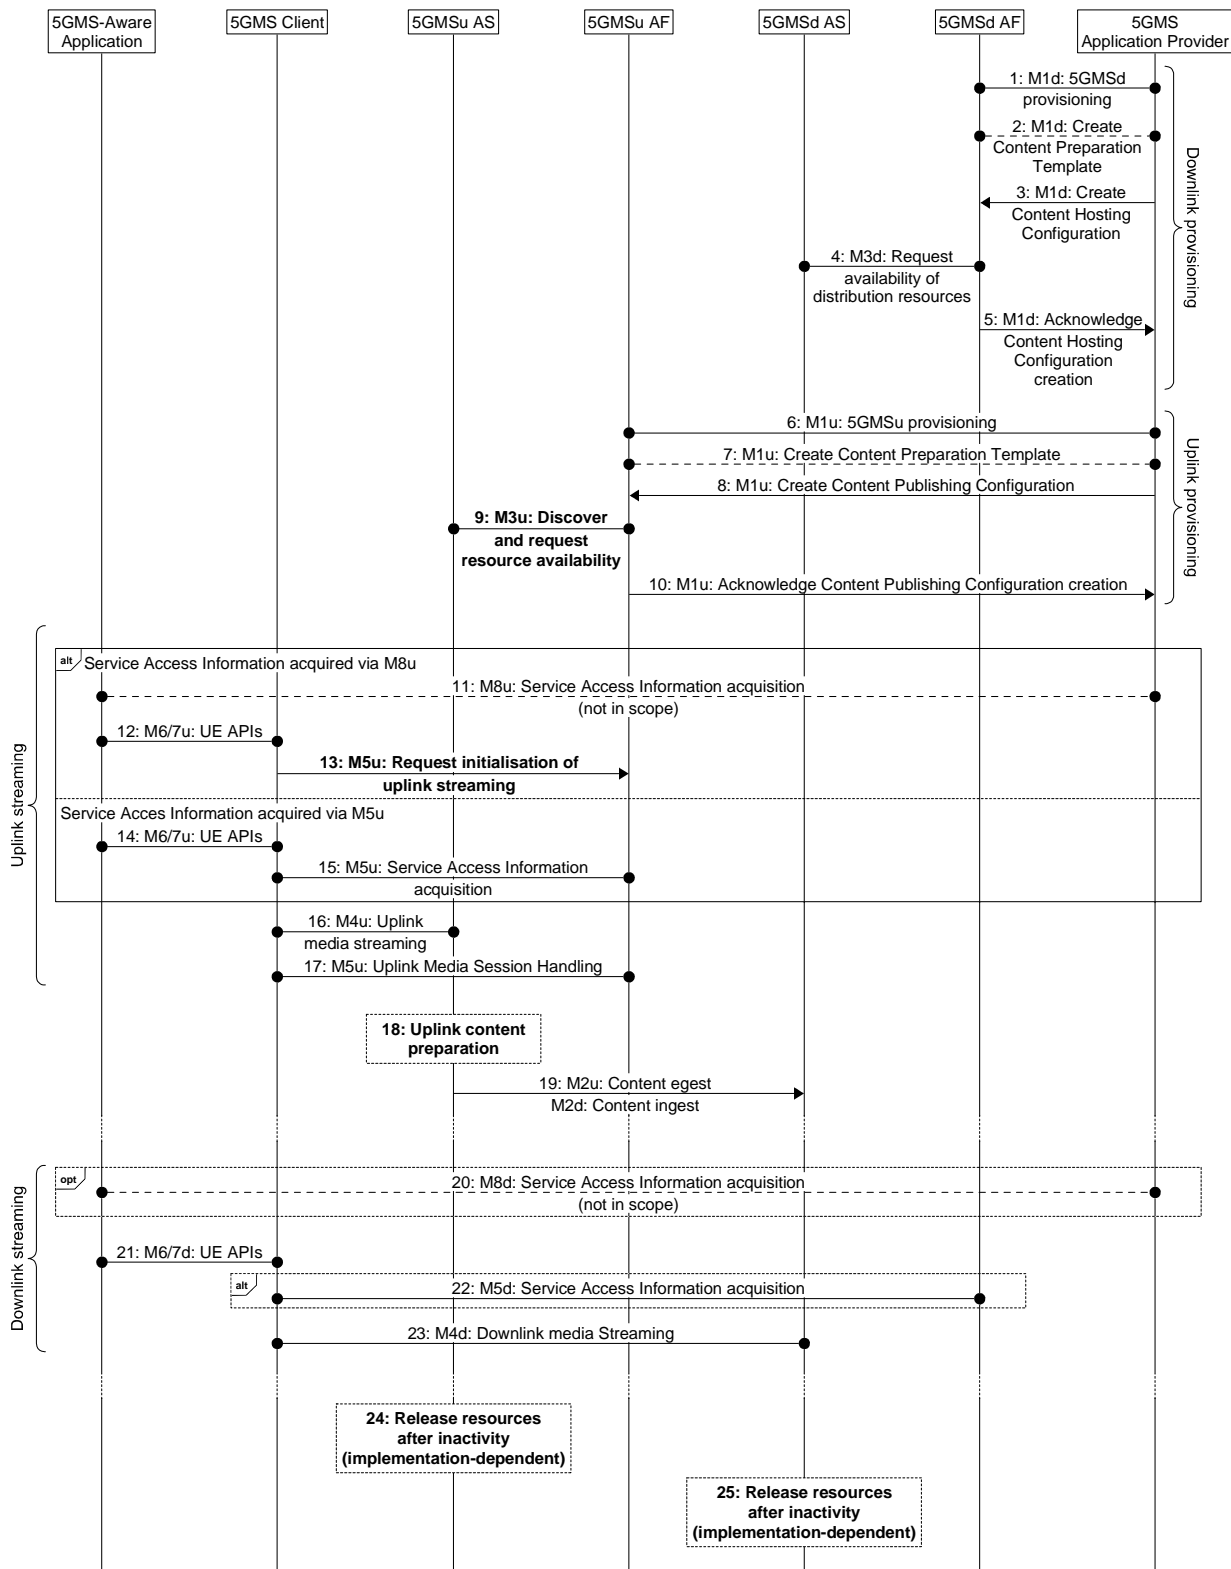 5GMS-Aware
Application
5GMS Client
5GMSu AS
5GMSu AF
5GMSd AS
5GMSd AF
5GMS
Application Provider
1: M1d: 5GMSd
provisioning
2: M1d: Create
Content Preparation
Template
3: M1d: Create
Content Hosting
Configuration
4: M3d: Request
availability of
distribution resources
5: M1d: Acknowledge
Content Hosting
Configuration
creation
Downlink provisioning
6: M1u: 5GMSu provisioning
7: M1u: Create Content Preparation Template
8: M1u: Create Content Publishing Configuration
9: M3u: Discover
and request
resource availability
10: M1u: Acknowledge Content Publishing Configuration creation
Uplink provisioning
Uplink streaming
alt
Service Access Information acquired via M8u
11: M8u: Service Access Information acquisition
(not in scope)
12: M6/7u: UE APIs
13: M5u: Request initialisation of
uplink streaming
Service Acces Information acquired via M5u
14: M6/7u: UE APIs
15: M5u: Service Access Information
acquisition
16: M4u: Uplink
media streaming
17: M5u: Uplink Media Session Handling
18: Uplink content
preparation
19: M2u: Content egest
M2d: Content ingest
Downlink streaming
opt
20: M8d: Service Access Information acquisition
(not in scope)
21: M6/7d: UE APIs
alt
22: M5d: Service Access Information acquisition
23: M4d: Downlink media Streaming
24: Release resources
after inactivity
(implementation-dependent)
25: Release resources
after inactivity
(implementation-dependent)